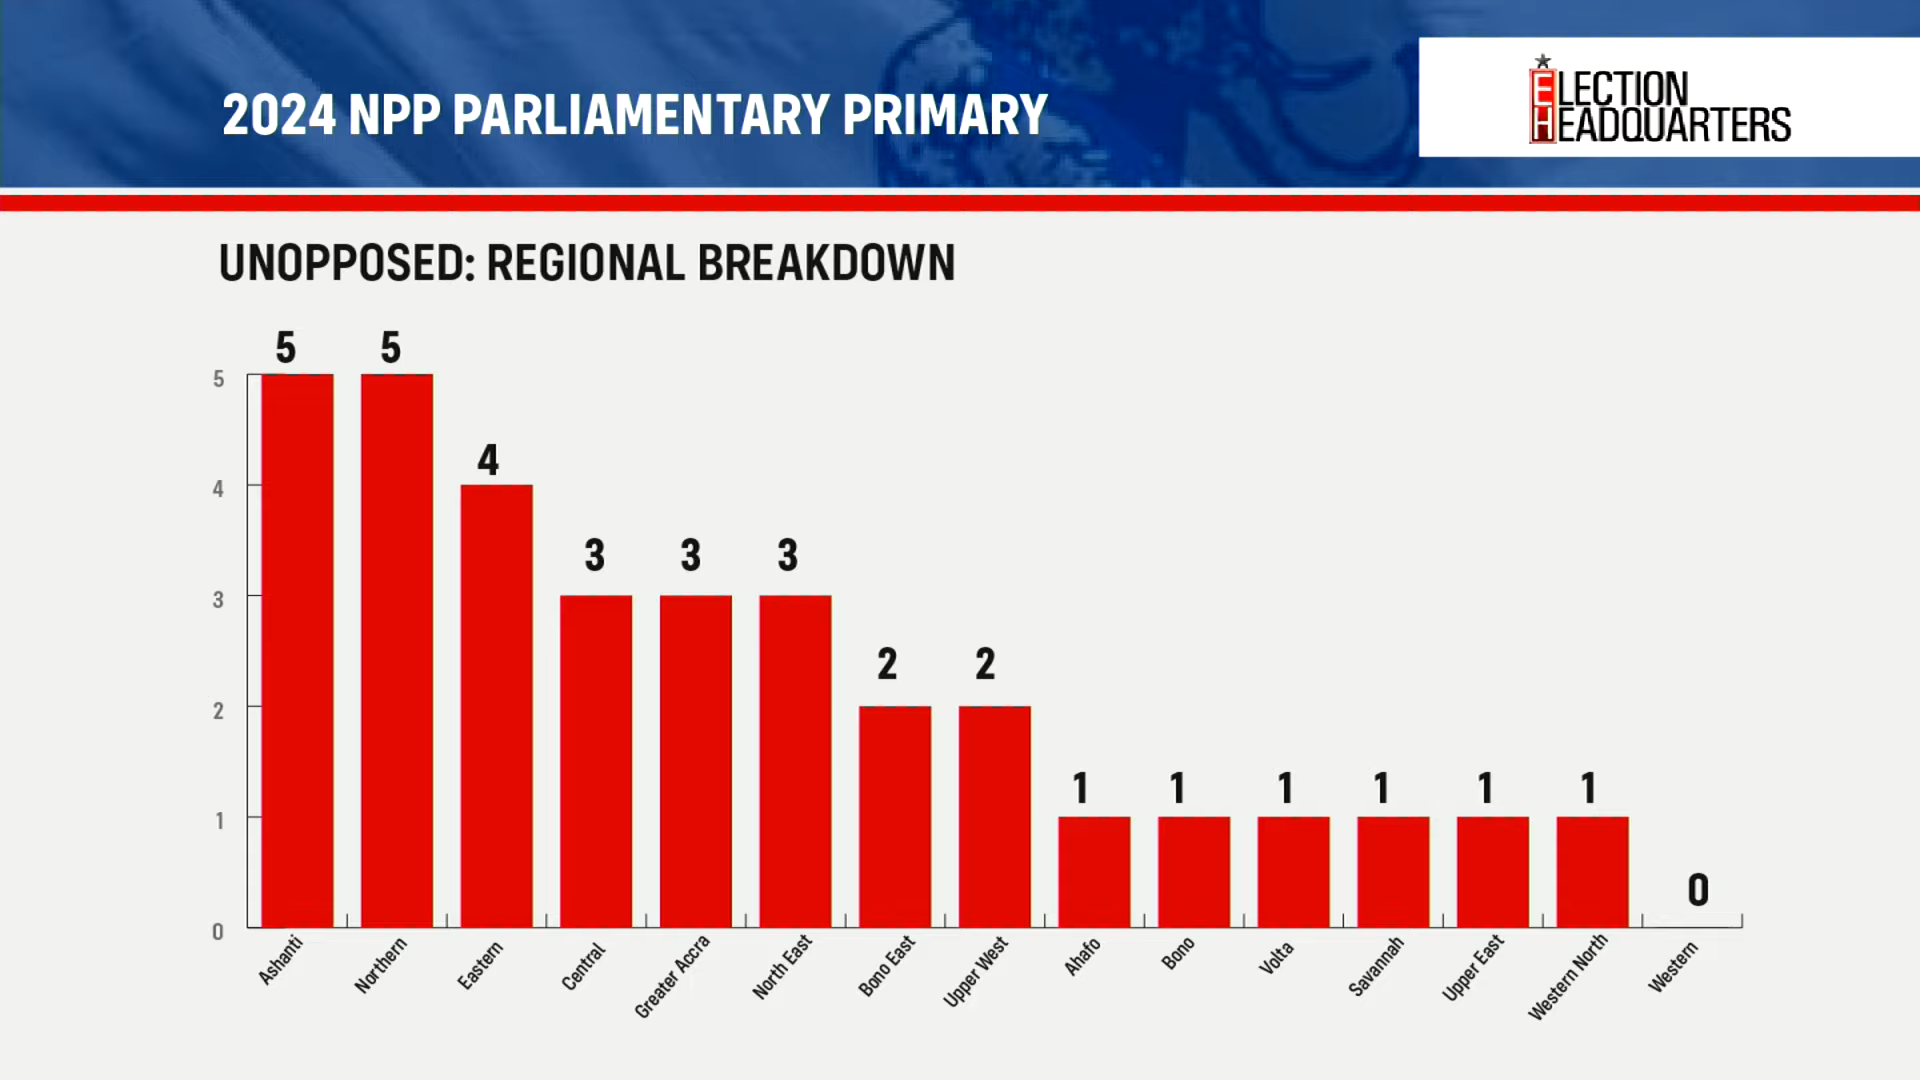 2024 NPP PARLIAMENTARY PRIMARY
ELECTION
HEADQUARTERS
UNOPPOSED: REGIONAL BREAKDOWN
5 5 4 3 3 3 2 2 1 1 1 1 1 1 0
5
4
3
2
1
0
Ashanti
Northern
Eastern
Central
Greater Accra
North East
Bono East
Upper West
Ahafo
Bono
Volta
Savannah
Upper East
Western North
Western